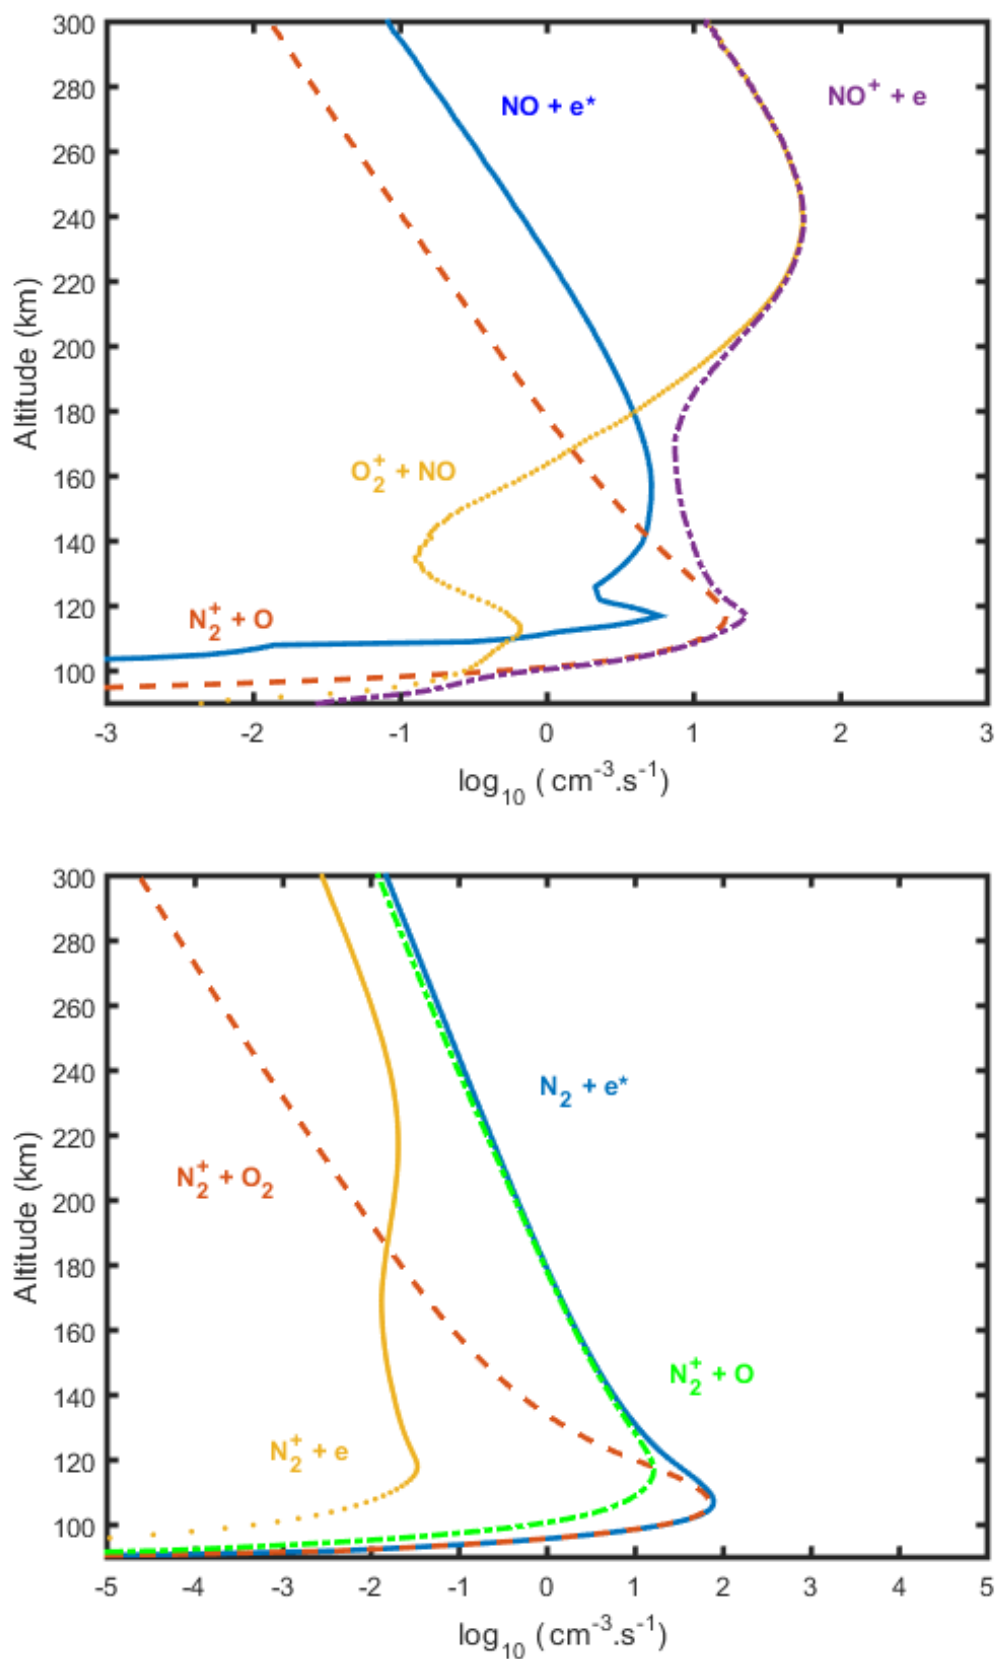 300
280
260
240
220
200
180
160
140
120
100
Altitude (km)
NO + e*
NO⁺ + e
O₂⁺ + NO
N₂⁺ + O
-3 -2 -1 0 1 2 3
log₁₀ ( cm⁻³.s⁻¹)
300
280
260
240
220
200
180
160
140
120
100
Altitude (km)
N₂ + e*
N₂⁺ + O₂
N₂⁺ + O
N₂⁺ + e
-5 -4 -3 -2 -1 0 1 2 3 4 5
log₁₀ ( cm⁻³.s⁻¹)